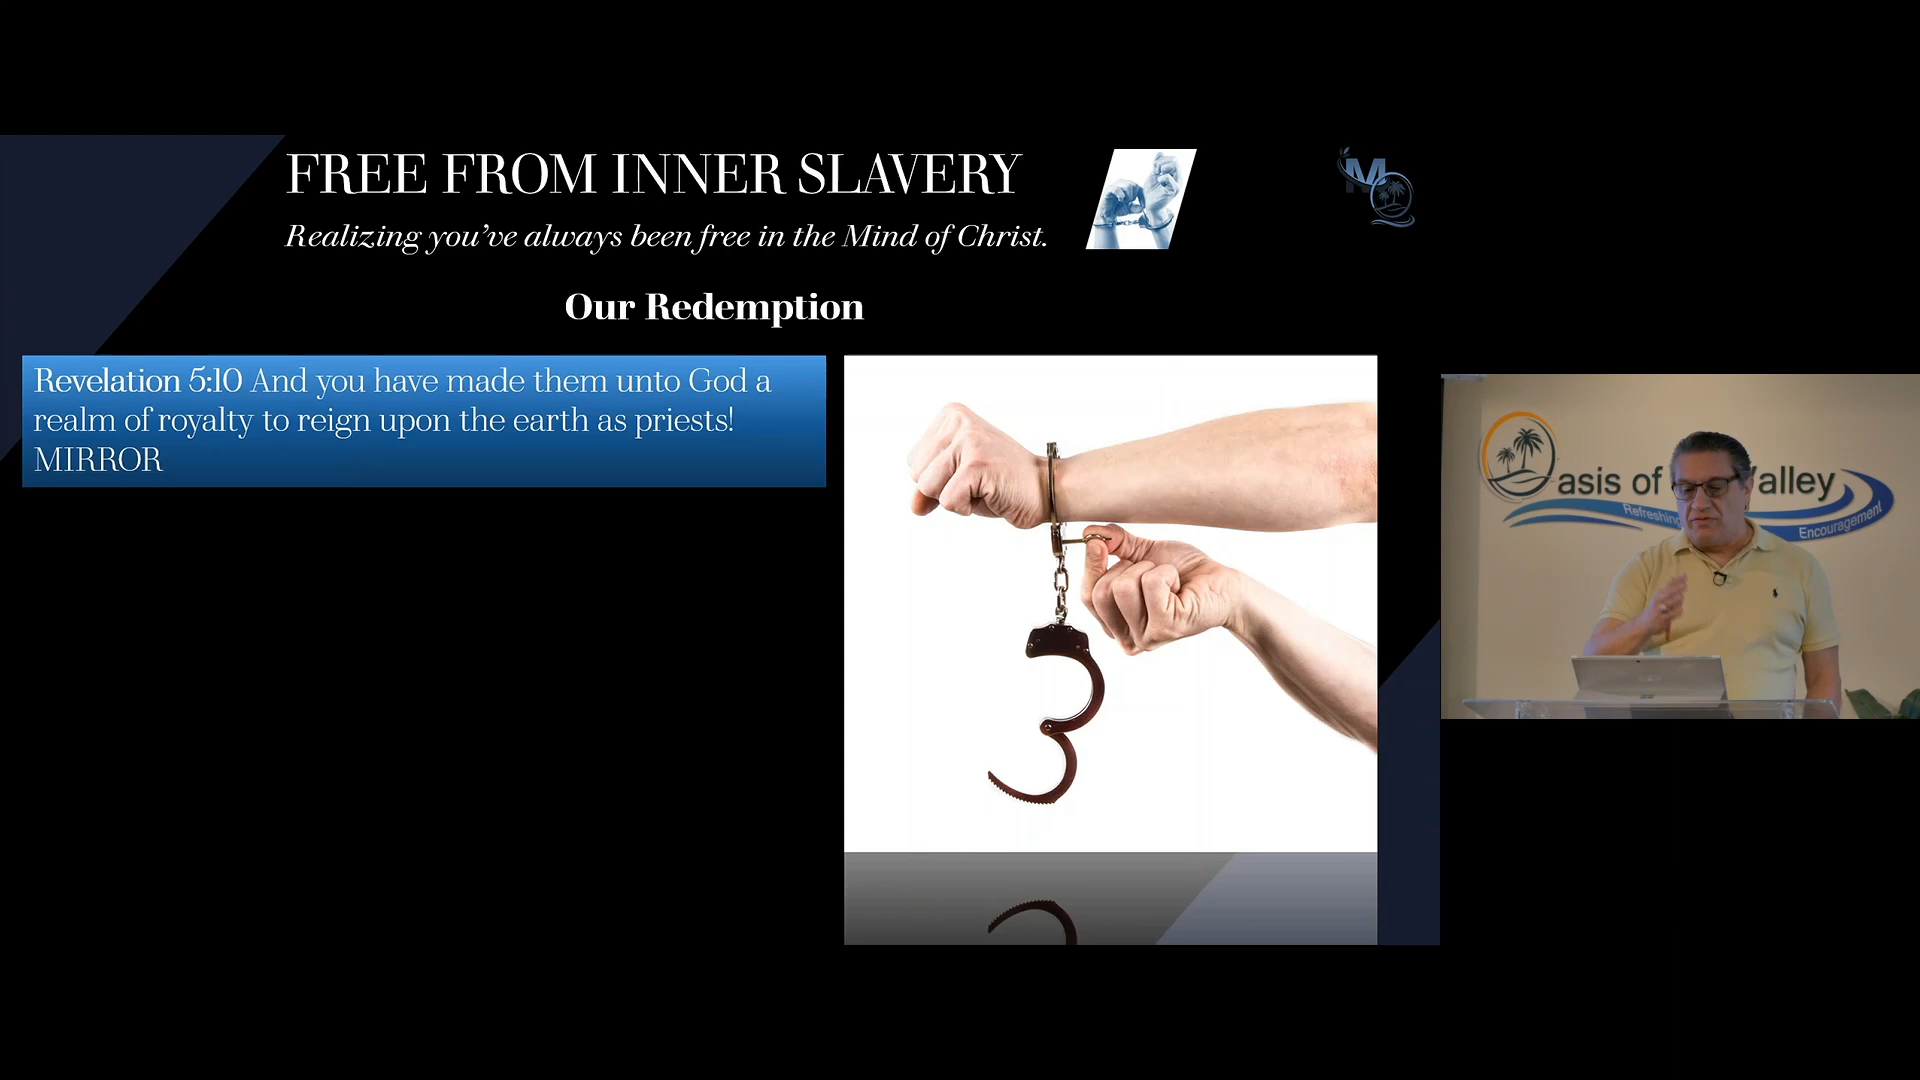 FREE FROM INNER SLAVERY
Realizing you've always been free in the Mind of Christ.
Our Redemption
Revelation 5:10 And you have made them unto God a
realm of royalty to reign upon the earth as priests!
MIRROR
M
asis of alley
Refreshing
Encouragement